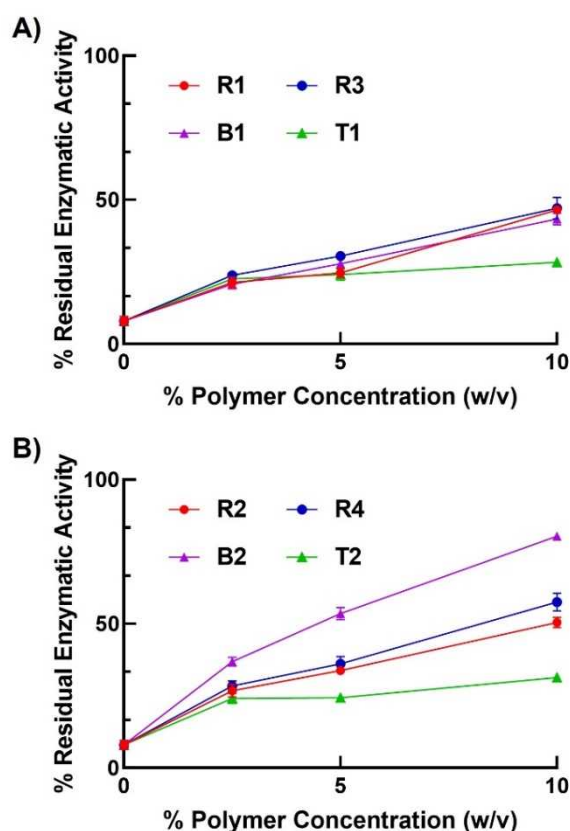 A)
% Residual Enzymatic Activity
100
50
0
R1 R3
B1 T1
0 5 10
% Polymer Concentration (w/v)
B)
% Residual Enzymatic Activity
100
50
0
R2 R4
B2 T2
0 5 10
% Polymer Concentration (w/v)